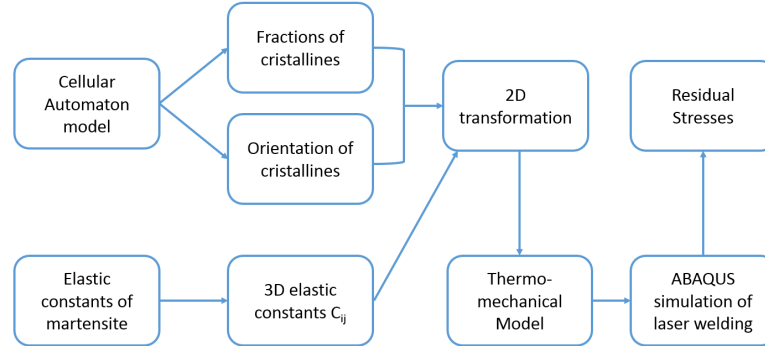 Cellular
Automaton
model
Fractions of
cristallines
Orientation of
cristallines
2D
transformation
Residual
Stresses
Elastic
constants of
martensite
3D elastic
constants Cij
Thermo-
mechanical
Model
ABAQUS
simulation of
laser welding